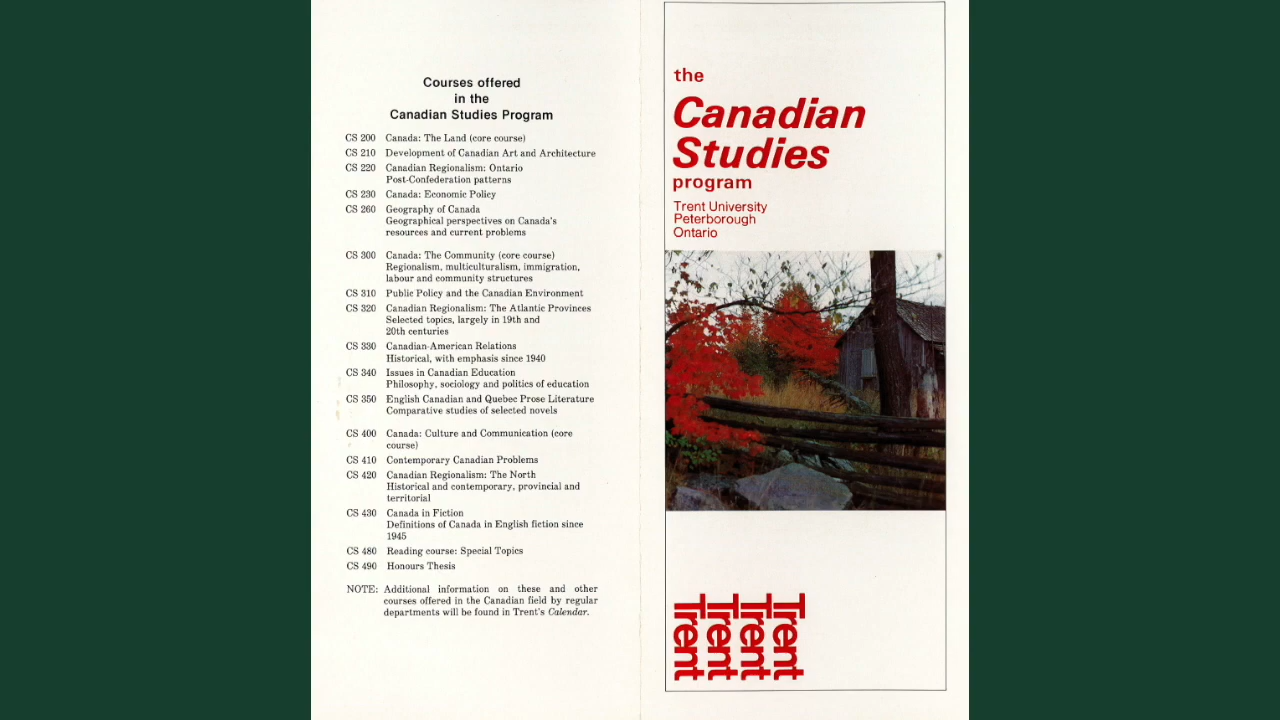 Courses offered
in the
Canadian Studies Program
CS 200 Canada: The Land (core course)
CS 210 Development of Canadian Art and Architecture
CS 220 Canadian Regionalism: Ontario
Post-Confederation patterns
CS 230 Canada: Economic Policy
CS 260 Geography of Canada
Geographical perspectives on Canada's
resources and current problems
CS 300 Canada: The Community (core course)
Regionalism, multiculturalism, immigration,
labour and community structures
CS 310 Public Policy and the Canadian Environment
CS 320 Canadian Regionalism: The Atlantic Provinces
Selected topics, largely in 19th and
20th centuries
CS 330 Canadian-American Relations
Historical, with emphasis since 1940
CS 340 Issues in Canadian Education
Philosophy, sociology and politics of education
CS 350 English Canadian and Quebec Prose Literature
Comparative studies of selected novels
CS 400 Canada: Culture and Communication (core
course)
CS 410 Contemporary Canadian Problems
CS 420 Canadian Regionalism: The North
Historical and contemporary, provincial and
territorial
CS 430 Canada in Fiction
Definitions of Canada in English fiction since
1945
CS 480 Reading course: Special Topics
CS 490 Honours Thesis
NOTE: Additional information on these and other
courses offered in the Canadian field by regular
departments will be found in Trent's Calendar.
the
Canadian
Studies
program
Trent University
Peterborough
Ontario
Trent
Trent
Trent
Trent